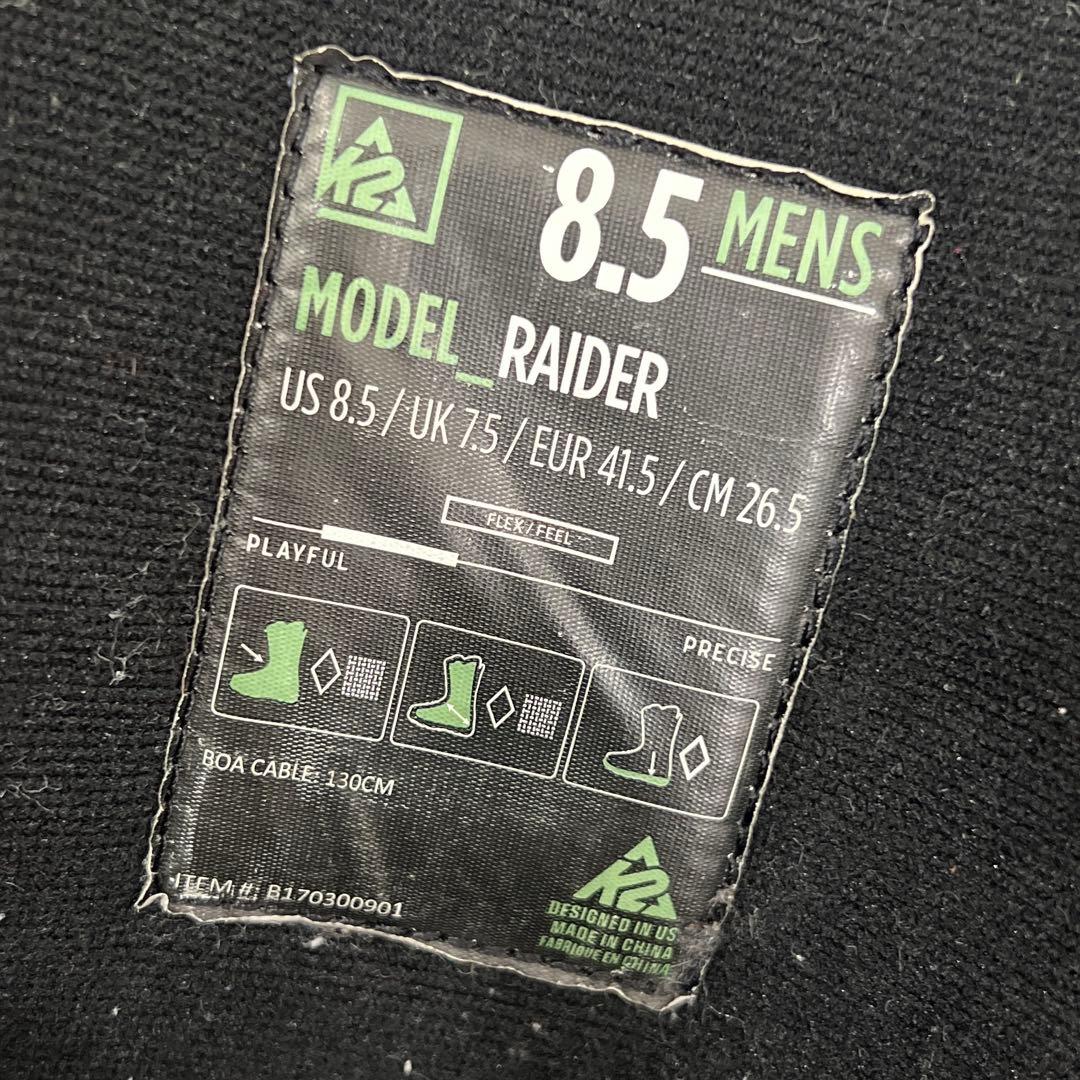 K2
8.5 MENS
MODEL_RAIDER
US 8.5 / UK 7.5 / EUR 41.5 / CM 26.5
FLEX / FEEL
PLAYFUL
PRECISE
BOA CABLE: 130CM
ITEM #: B170300901
K2
DESIGNED IN US
MADE IN CHINA
FABRIQUE EN CHINA